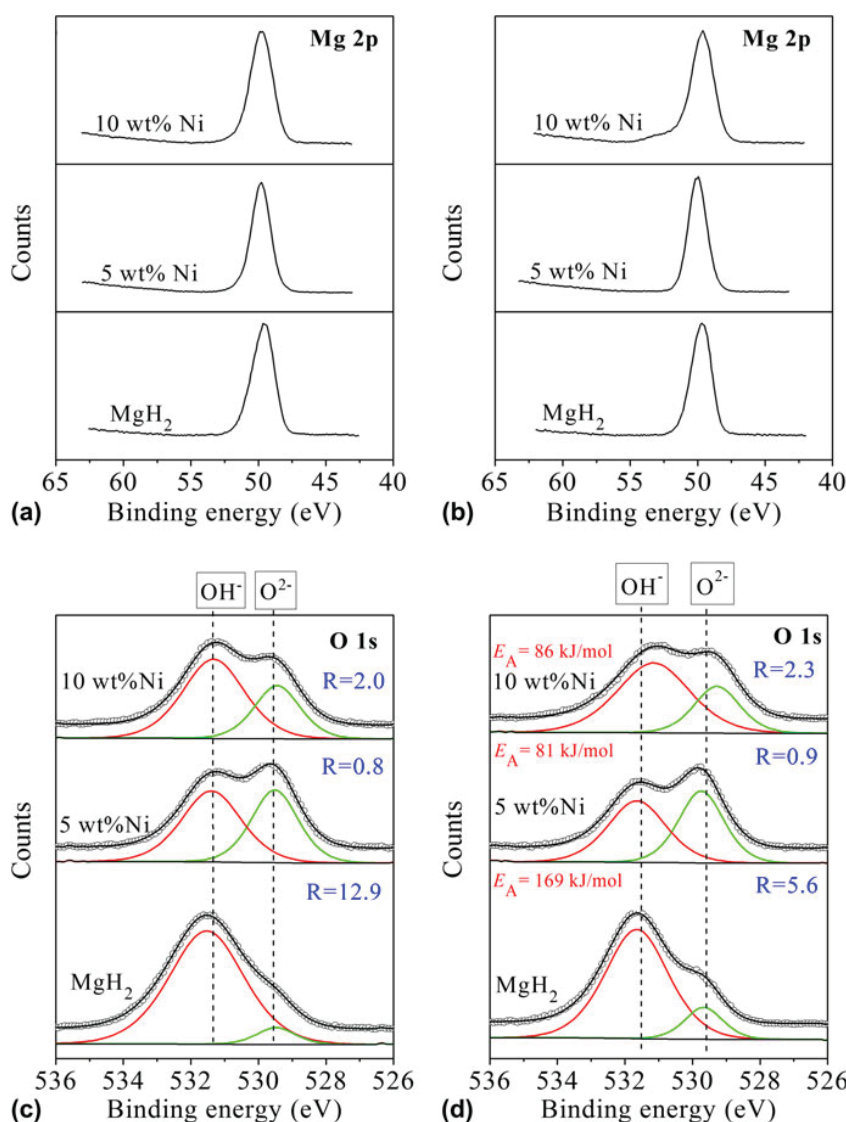 Mg 2p
10 wt% Ni
5 wt% Ni
MgH2
Counts
65 60 55 50 45 40
Binding energy (eV)
(a)
Mg 2p
10 wt% Ni
5 wt% Ni
MgH2
Counts
65 60 55 50 45 40
Binding energy (eV)
(b)
OH- O2-
O 1s
10 wt%Ni
R=2.0
R=0.8
5 wt%Ni
R=12.9
MgH2
Counts
536 534 532 530 528 526
Binding energy (eV)
(c)
OH- O2-
O 1s
EA= 86 kJ/mol
R=2.3
10 wt%Ni
EA= 81 kJ/mol
R=0.9
5 wt%Ni
EA= 169 kJ/mol
R=5.6
MgH2
Counts
536 534 532 530 528 526
Binding energy (eV)
(d)